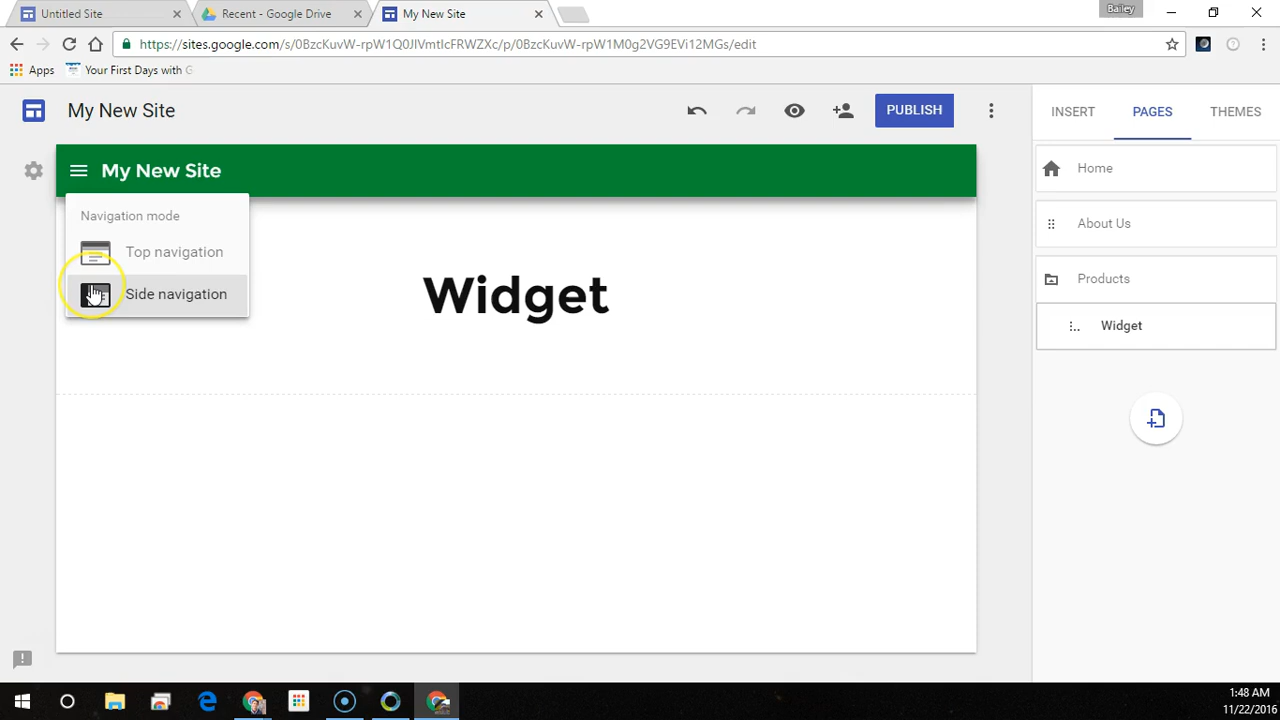 Untitled Site
Recent - Google Drive
My New Site
Bailey
https://sites.google.com/s/0BzcKuvW-rpW1Q0JIVmtIcFRWZXc/p/0BzcKuvW-rpW1M0g2VG9EVi12MGs/edit
Apps
Your First Days with G
My New Site
PUBLISH
INSERT
PAGES
THEMES
My New Site
Home
Navigation mode
About Us
Top navigation
Products
Side navigation
Widget
Widget
1:48 AM
11/22/2016